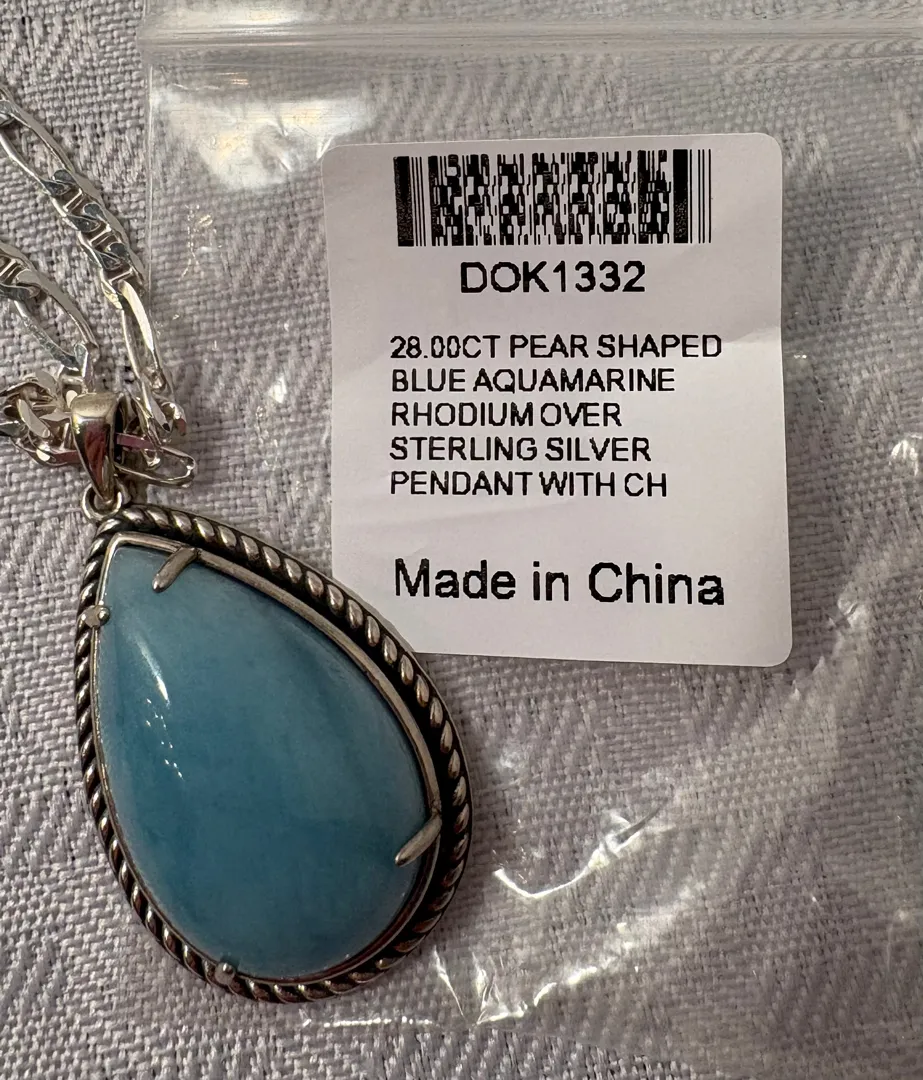 DOK1332
28.00CT PEAR SHAPED
BLUE AQUAMARINE
RHODIUM OVER
STERLING SILVER
PENDANT WITH CH
Made in China